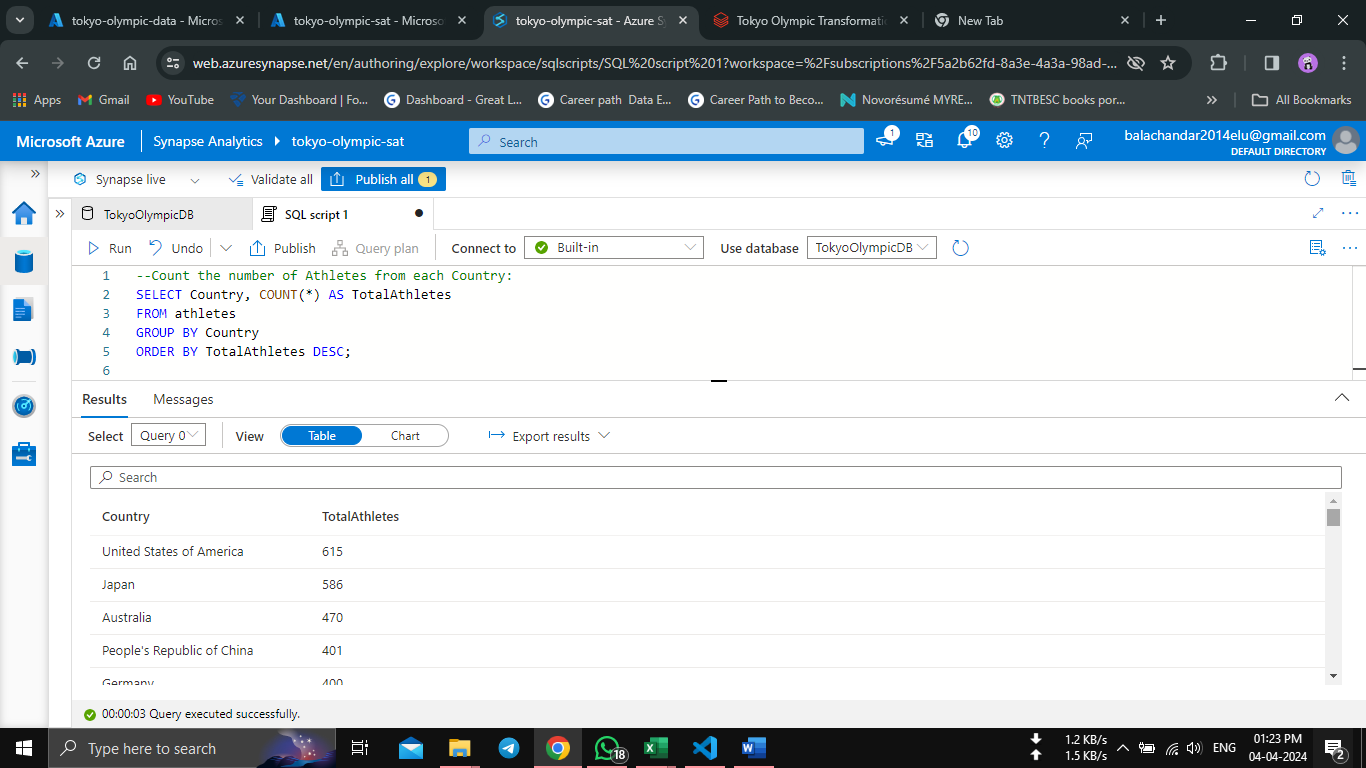 tokyo-olympic-data - Micros
tokyo-olympic-sat - Microso
tokyo-olympic-sat - Azure S
Tokyo Olympic Transformati
New Tab
web.azuresynapse.net/en/authoring/explore/workspace/sqlscripts/SQL%20script%201?workspace=%2Fsubscriptions%2F5a2b62fd-8a3e-4a3a-98ad-...
Apps
Gmail
YouTube
Your Dashboard | Fo...
Dashboard - Great L...
Career path Data E...
Career Path to Beco...
Novorésumé MYRE...
TNTBESC books por...
All Bookmarks
Microsoft Azure
Synapse Analytics
tokyo-olympic-sat
Search
1
10
balachandar2014elu@gmail.com
DEFAULT DIRECTORY
Synapse live
Validate all
Publish all 1
TokyoOlympicDB
SQL script 1
Run
Undo
Publish
Query plan
Connect to
Built-in
Use database
TokyoOlympicDB
1 --Count the number of Athletes from each Country:
2 SELECT Country, COUNT(*) AS TotalAthletes
3 FROM athletes
4 GROUP BY Country
5 ORDER BY TotalAthletes DESC;
6
Results
Messages
Select
Query 0
View
Table
Chart
Export results
Search
Country TotalAthletes
United States of America 615
Japan 586
Australia 470
People's Republic of China 401
Germany 400
00:00:03 Query executed successfully.
Type here to search
18
1.2 KB/s
1.5 KB/s
ENG
01:23 PM
04-04-2024
2